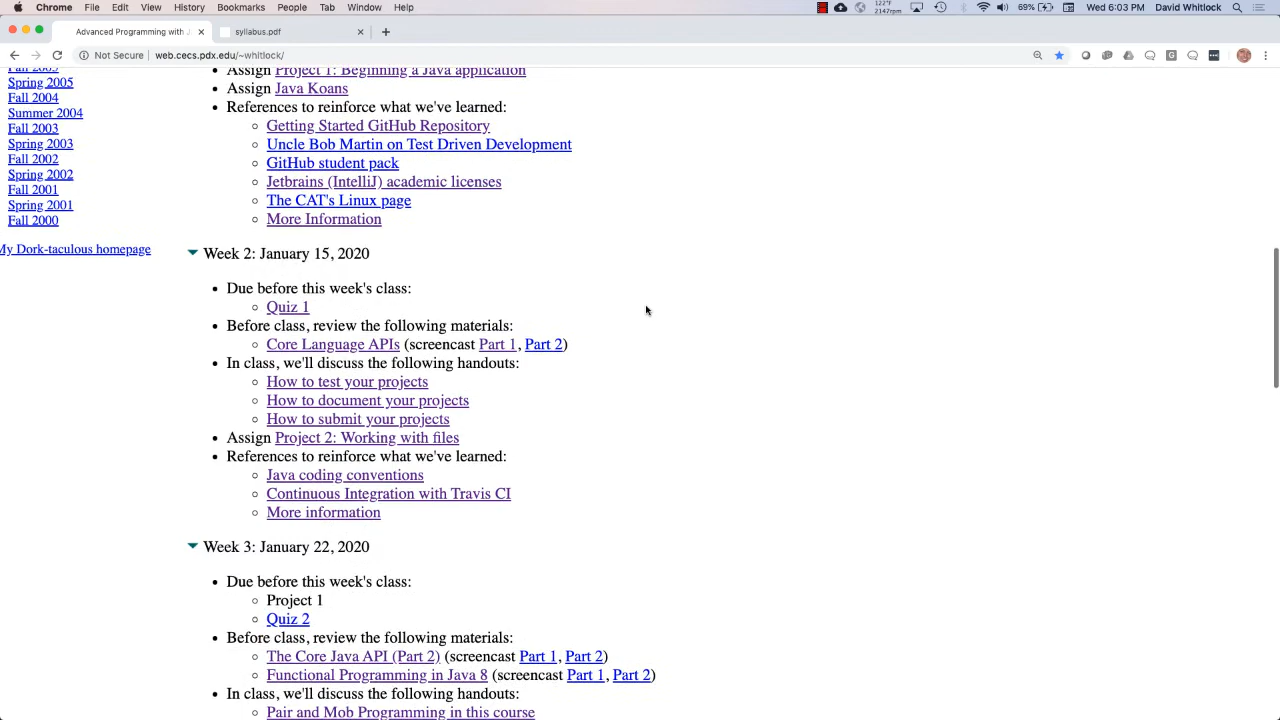 Chrome File Edit View History Bookmarks People Tab Window Help 122°F 2147rpm 69% Wed 6:03 PM David Whitlock
Advanced Programming with J syllabus.pdf
Not Secure web.cecs.pdx.edu/~whitlock/
Spring 2005
Fall 2004
Summer 2004
Fall 2003
Spring 2003
Fall 2002
Spring 2002
Fall 2001
Spring 2001
Fall 2000
My Dork-taculous homepage
Assign Project 1: Beginning a Java application
Assign Java Koans
References to reinforce what we've learned:
Getting Started GitHub Repository
Uncle Bob Martin on Test Driven Development
GitHub student pack
Jetbrains (IntelliJ) academic licenses
The CAT's Linux page
More Information
Week 2: January 15, 2020
Due before this week's class:
Quiz 1
Before class, review the following materials:
Core Language APIs (screencast Part 1, Part 2)
In class, we'll discuss the following handouts:
How to test your projects
How to document your projects
How to submit your projects
Assign Project 2: Working with files
References to reinforce what we've learned:
Java coding conventions
Continuous Integration with Travis CI
More information
Week 3: January 22, 2020
Due before this week's class:
Project 1
Quiz 2
Before class, review the following materials:
The Core Java API (Part 2) (screencast Part 1, Part 2)
Functional Programming in Java 8 (screencast Part 1, Part 2)
In class, we'll discuss the following handouts:
Pair and Mob Programming in this course